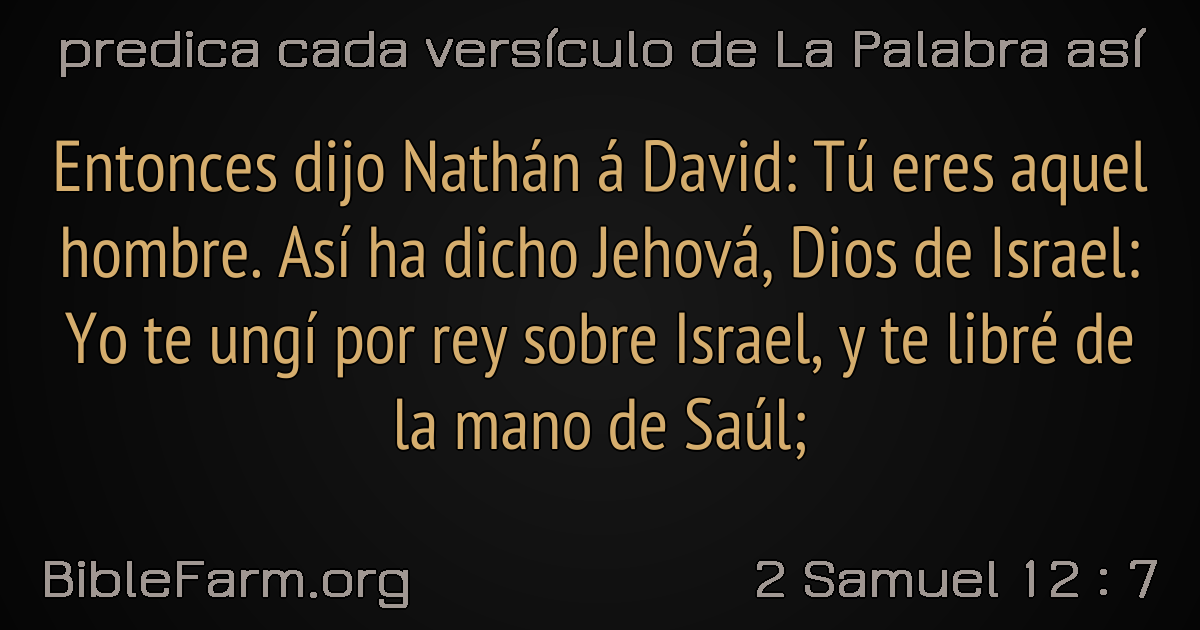 predica cada versículo de La Palabra así
Entonces dijo Nathán á David: Tú eres aquel
hombre. Así ha dicho Jehová, Dios de Israel:
Yo te ungí por rey sobre Israel, y te libré de
la mano de Saúl;
BibleFarm.org
2 Samuel 12 : 7